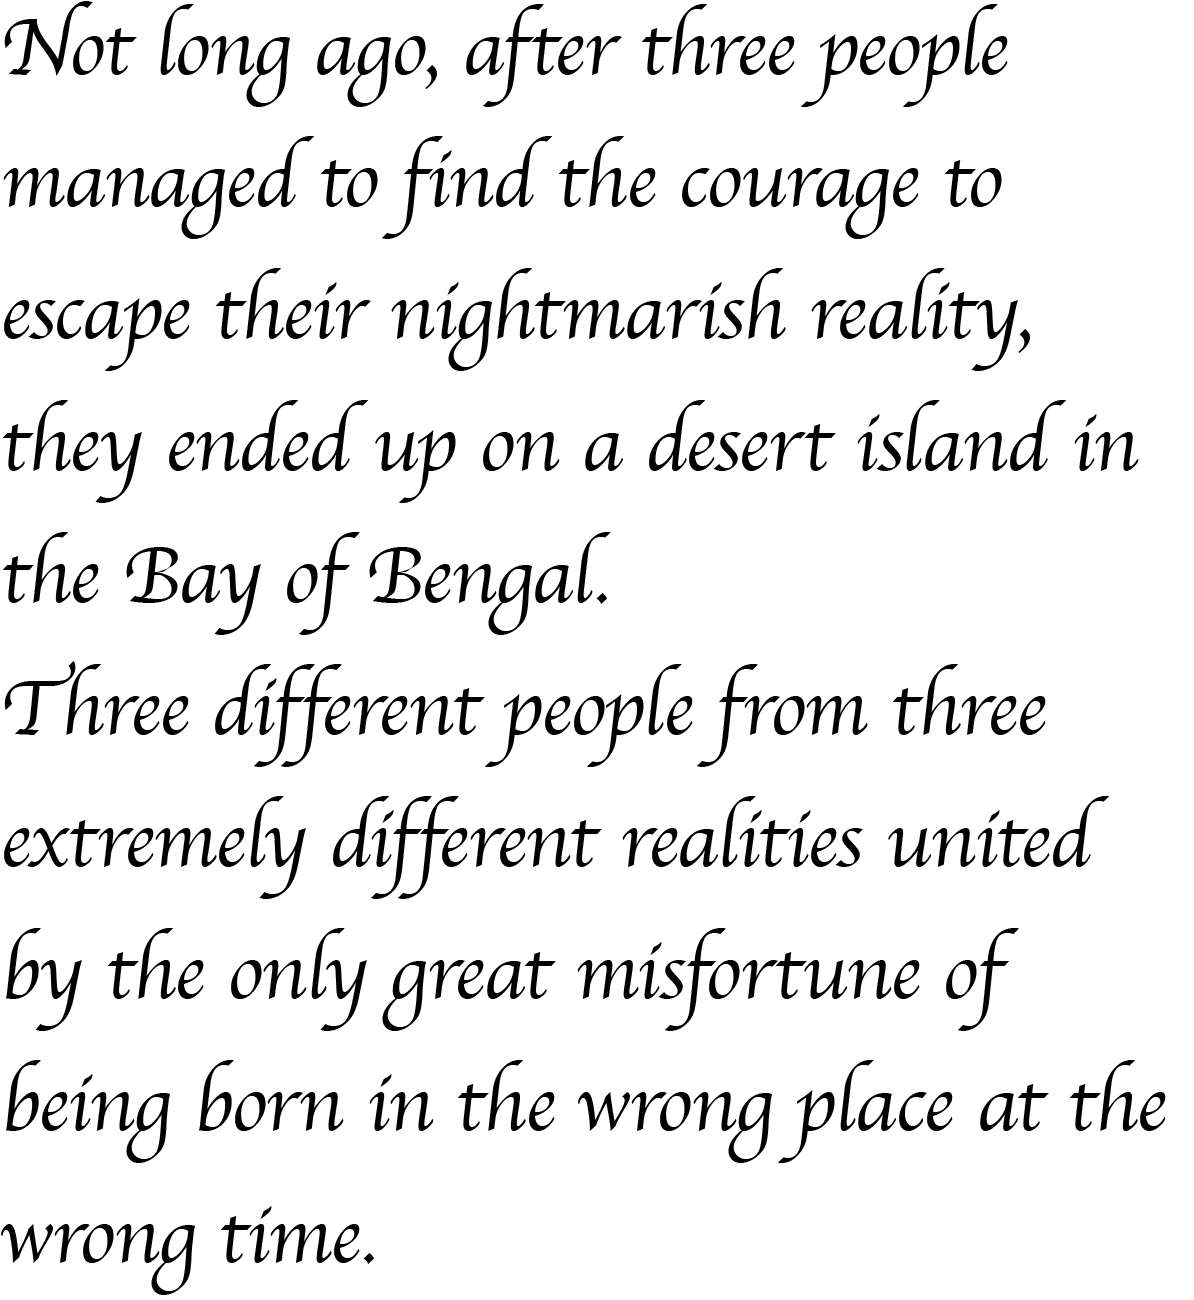 Not long ago, after three people
managed to find the courage to
escape their nightmarish reality,
they ended up on a desert island in
the Bay of Bengal.
Three different people from three
extremely different realities united
by the only great misfortune of
being born in the wrong place at the
wrong time.